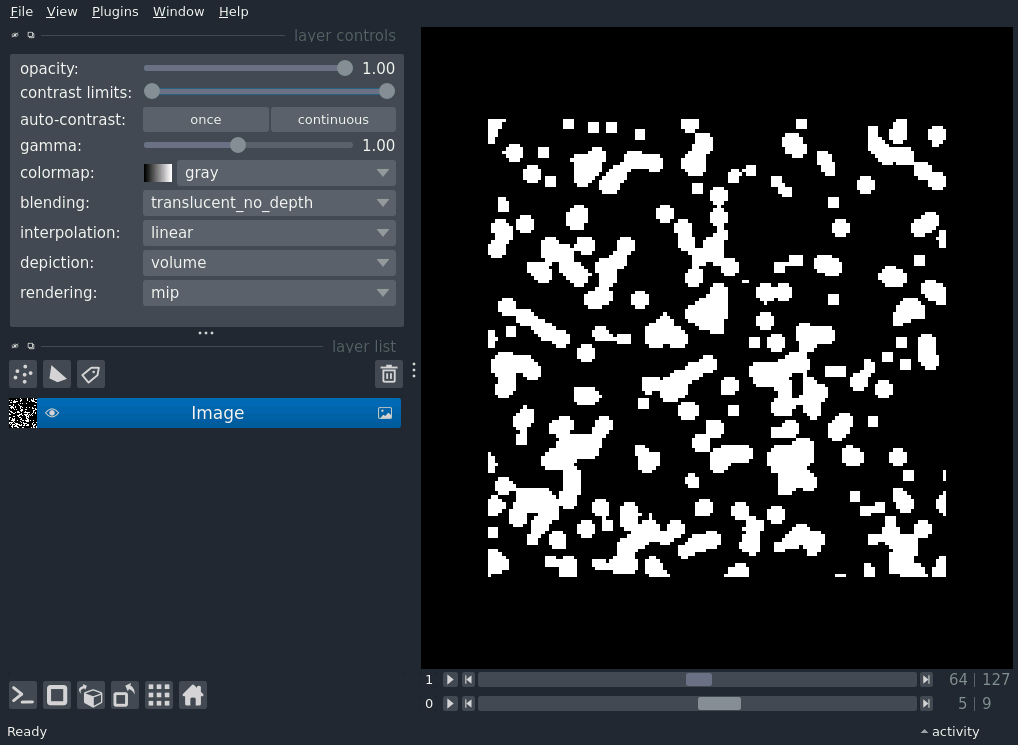 File View Plugins Window Help
layer controls
opacity: 1.00
contrast limits:
auto-contrast: once continuous
gamma: 1.00
colormap: gray
blending: translucent_no_depth
interpolation: linear
depiction: volume
rendering: mip
layer list
Image
1 64 | 127
0 5 | 9
Ready activity